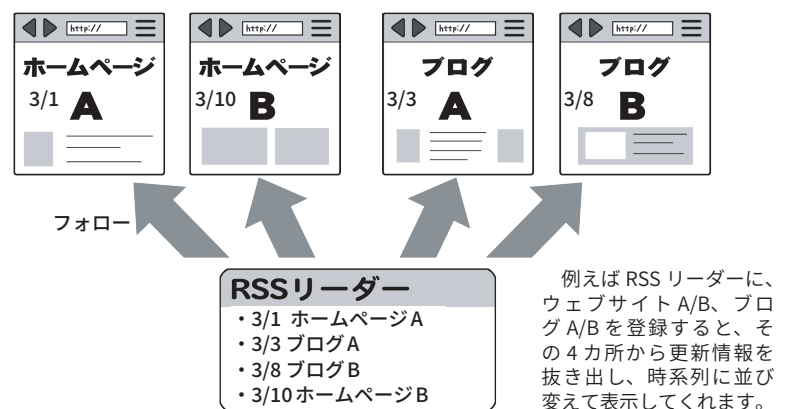 http://
ホームページ
3/1 A
http://
ホームページ
3/10 B
http://
ブログ
3/3 A
http://
ブログ
3/8 B
フォロー
RSSリーダー
・3/1 ホームページA
・3/3 ブログA
・3/8 ブログB
・3/10ホームページB
例えば RSS リーダーに、
ウェブサイト A/B、ブロ
グ A/B を登録すると、そ
の 4 カ所から更新情報を
抜き出し、時系列に並び
変えて表示してくれます。